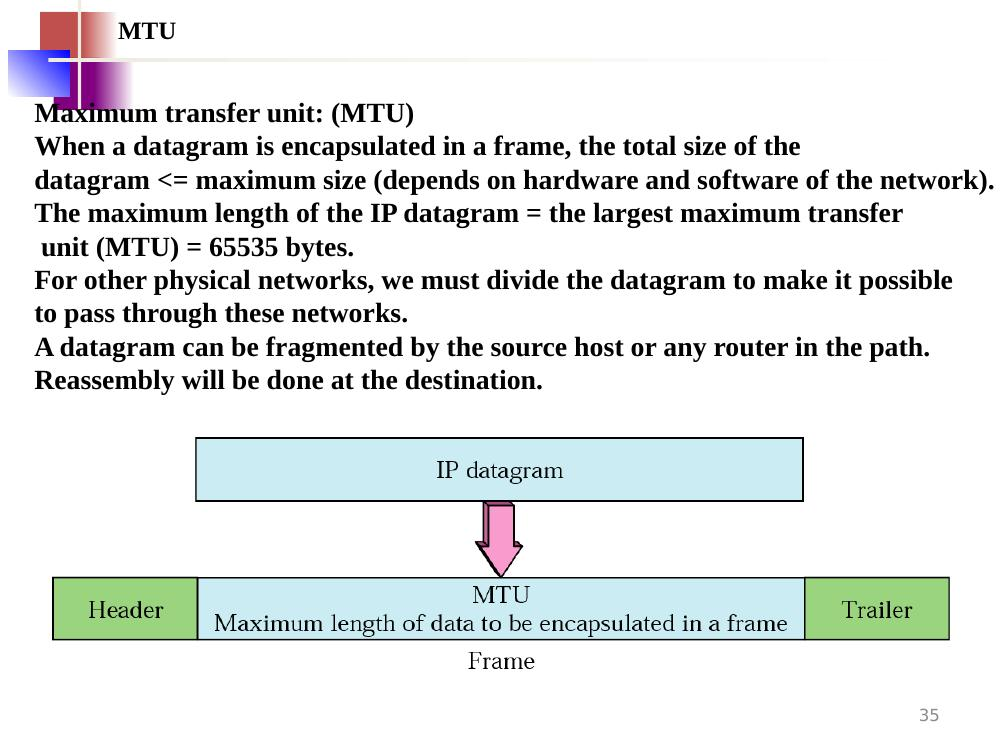 MTU
Maximum transfer unit: (MTU)
When a datagram is encapsulated in a frame, the total size of the
datagram <= maximum size (depends on hardware and software of the network).
The maximum length of the IP datagram = the largest maximum transfer
unit (MTU) = 65535 bytes.
For other physical networks, we must divide the datagram to make it possible
to pass through these networks.
A datagram can be fragmented by the source host or any router in the path.
Reassembly will be done at the destination.
IP datagram
MTU
Header
Maximum length of data to be encapsulated in a frame
Trailer
Frame
35